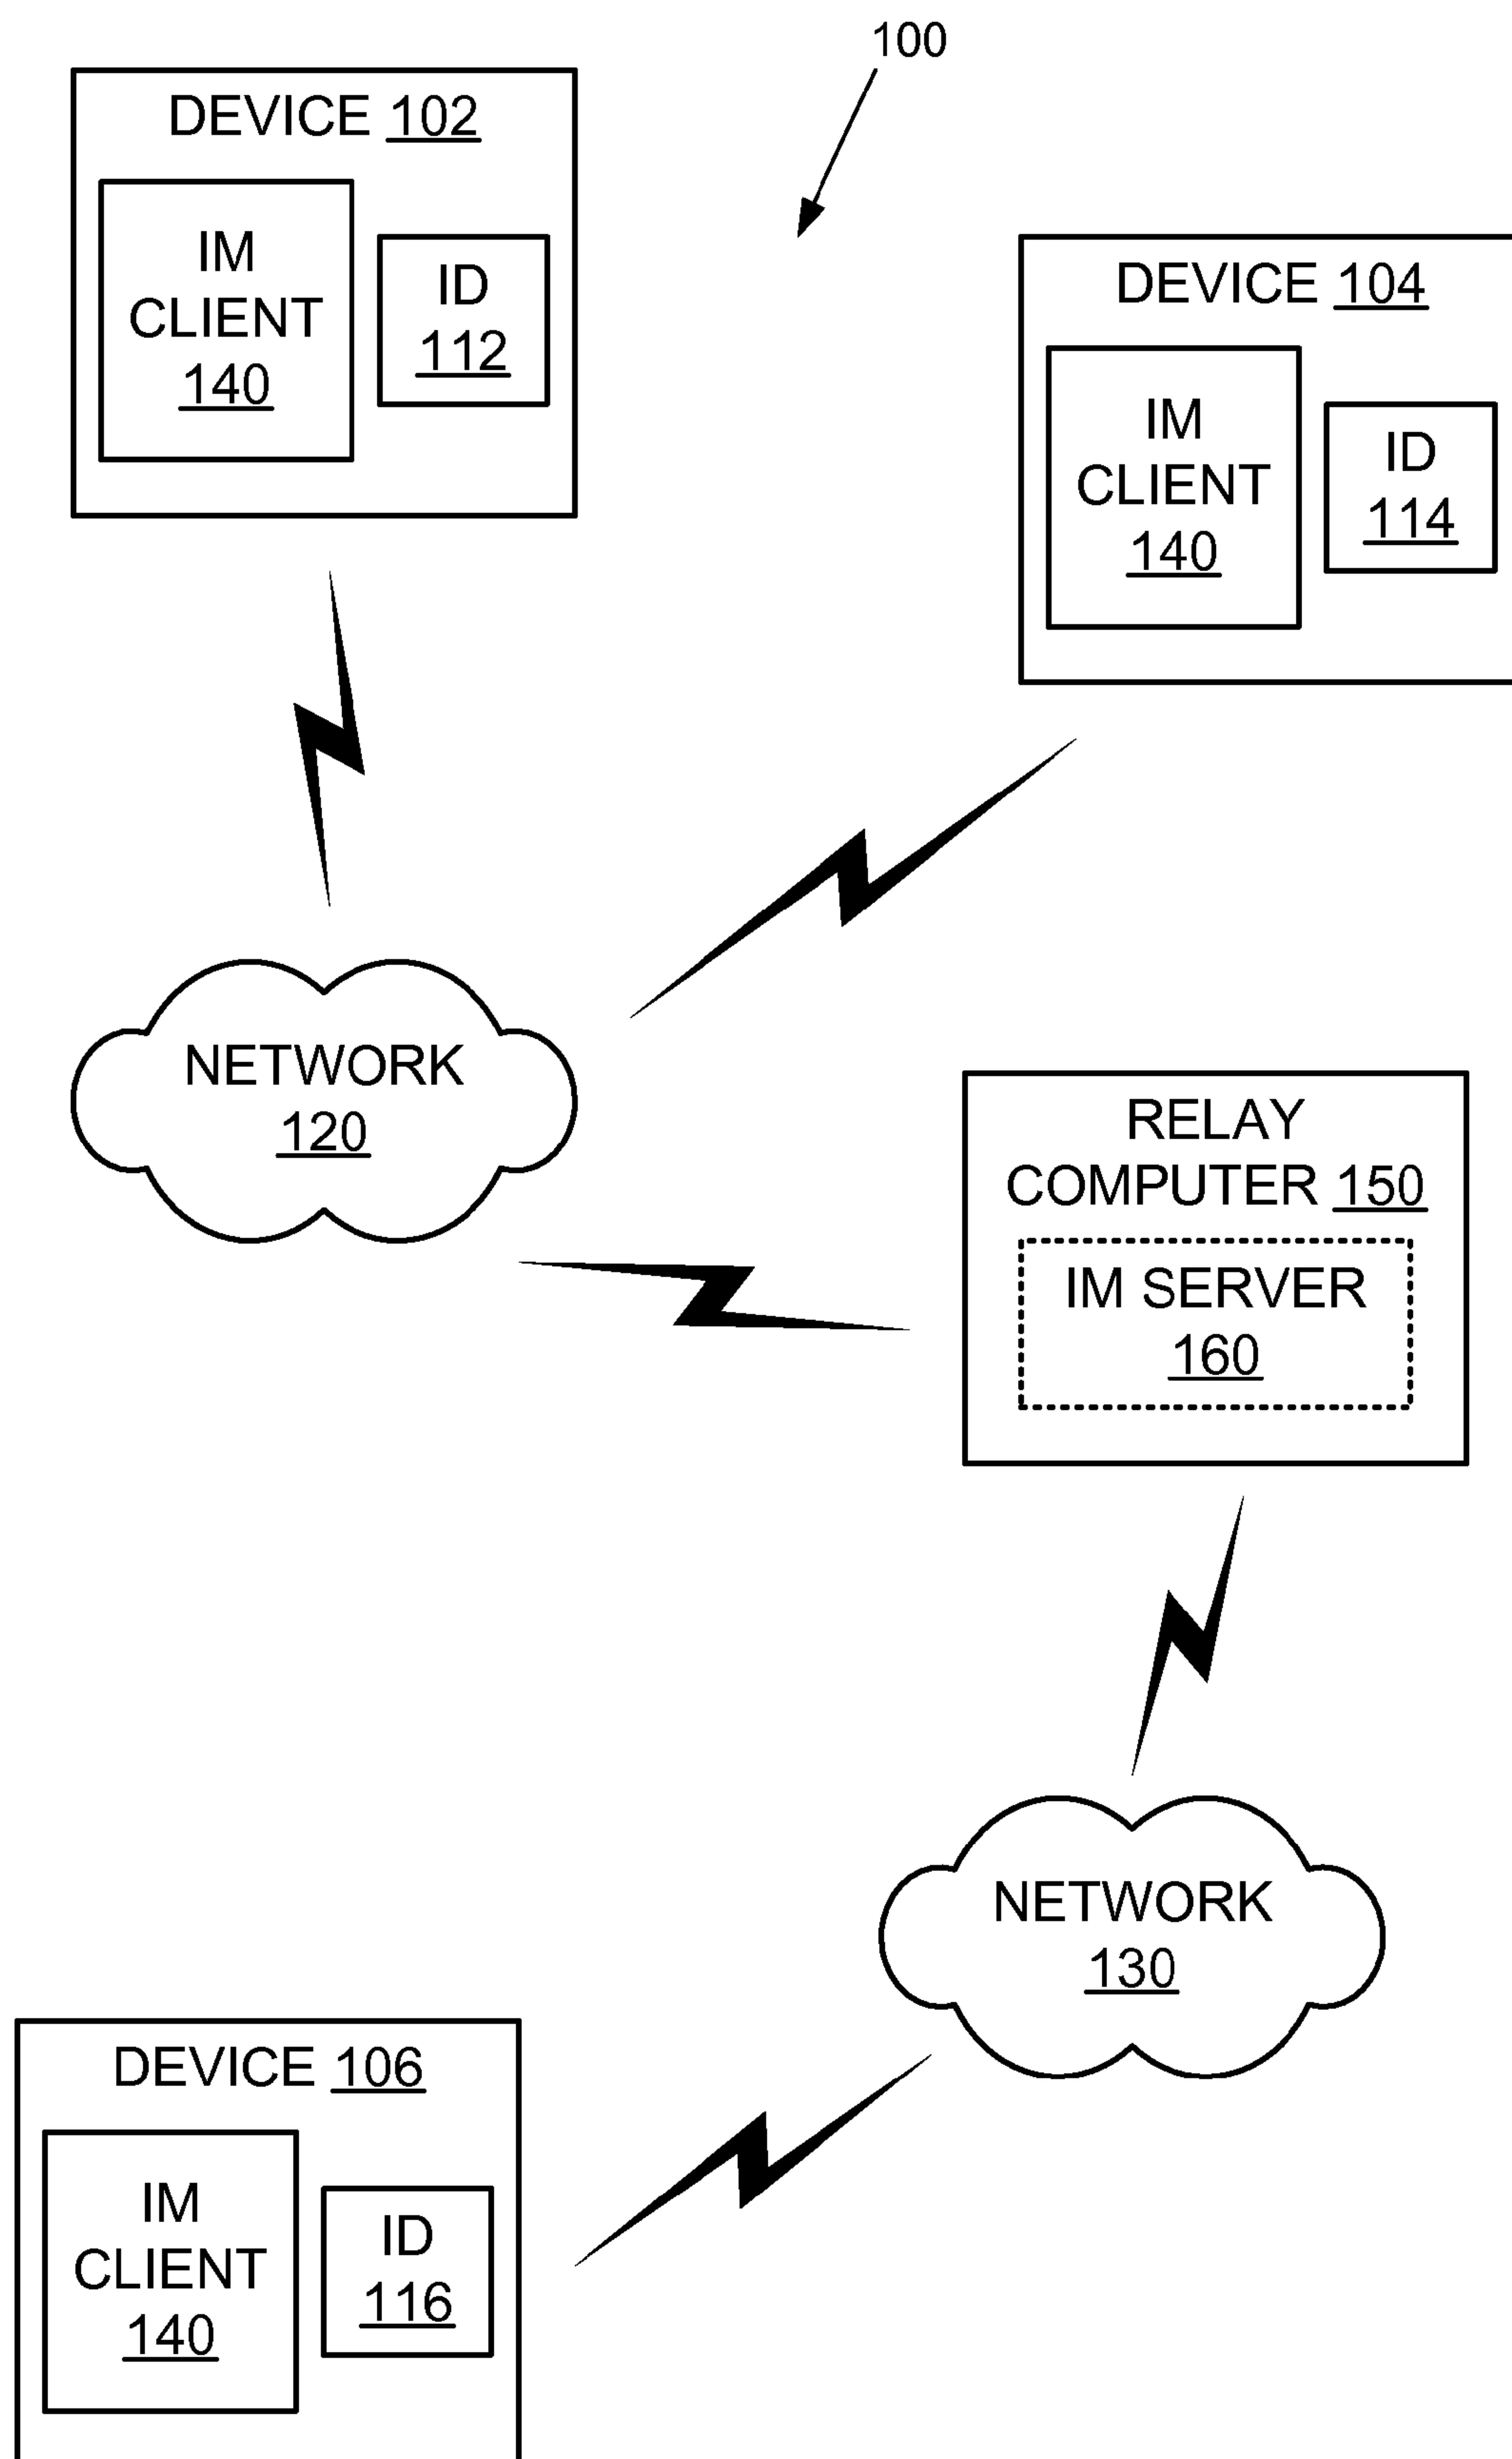 100
DEVICE 102
IM
CLIENT
140
ID
112
DEVICE 104
IM
CLIENT
140
ID
114
NETWORK
120
RELAY
COMPUTER 150
IM SERVER
160
NETWORK
130
DEVICE 106
IM
CLIENT
140
ID
116